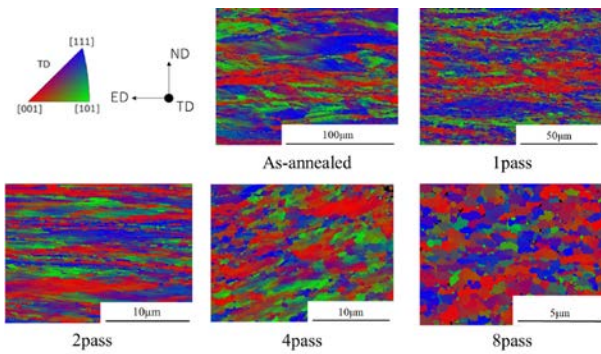 [111]
TD
[001] [101]
ND
ED
TD
100μm
As-annealed
50μm
1pass
10μm
2pass
10μm
4pass
5μm
8pass